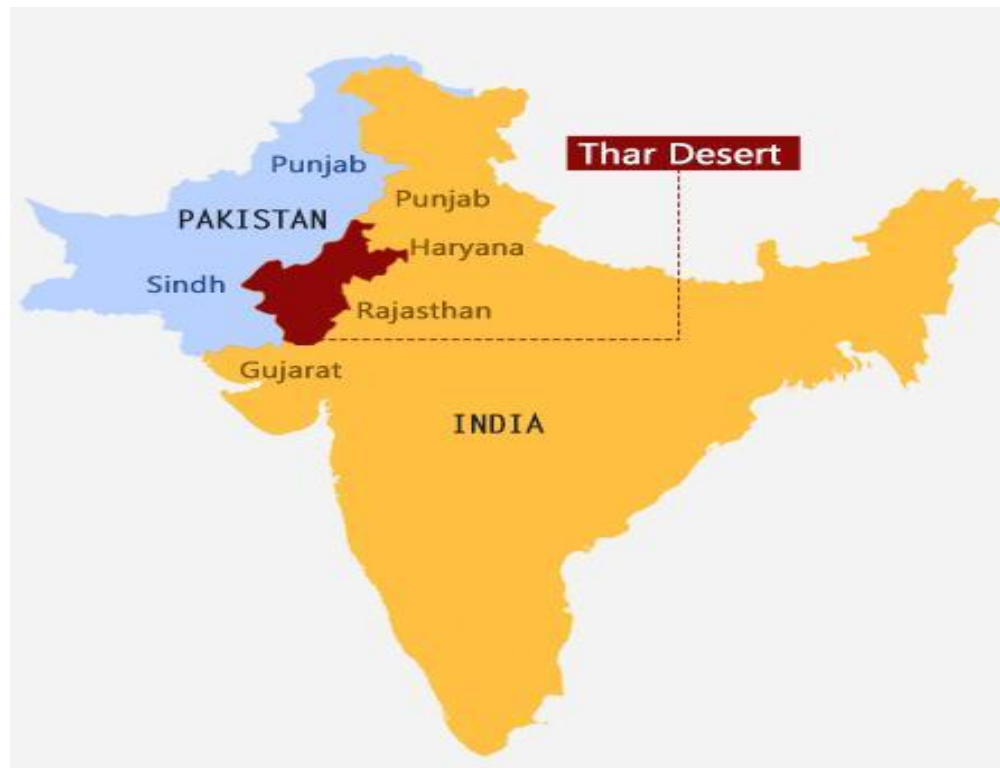 Thar Desert
Punjab
Punjab
PAKISTAN
Haryana
Sindh
Rajasthan
Gujarat
INDIA